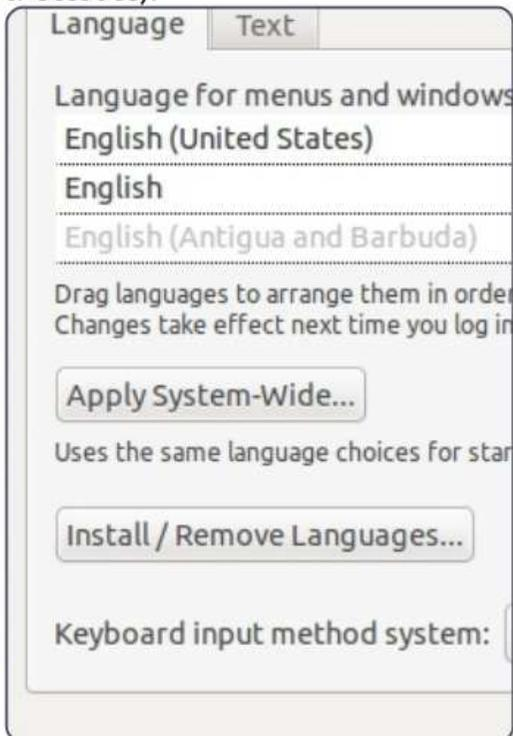 Language Text
Language for menus and windows
English (United States)
English
English (Antigua and Barbuda)
Drag languages to arrange them in order
Changes take effect next time you log in
Apply System-Wide...
Uses the same language choices for star
Install / Remove Languages...
Keyboard input method system: